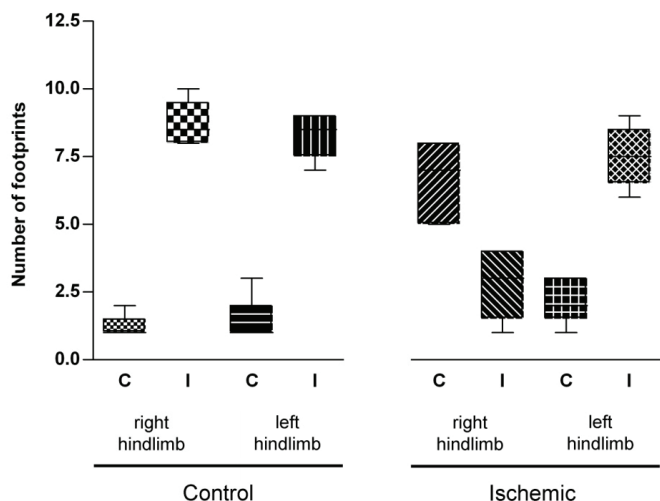 Number of footprints
12.5
10.0
7.5
5.0
2.5
0.0
C I C I C I C I
right hindlimb
left hindlimb
right hindlimb
left hindlimb
Control Ischemic